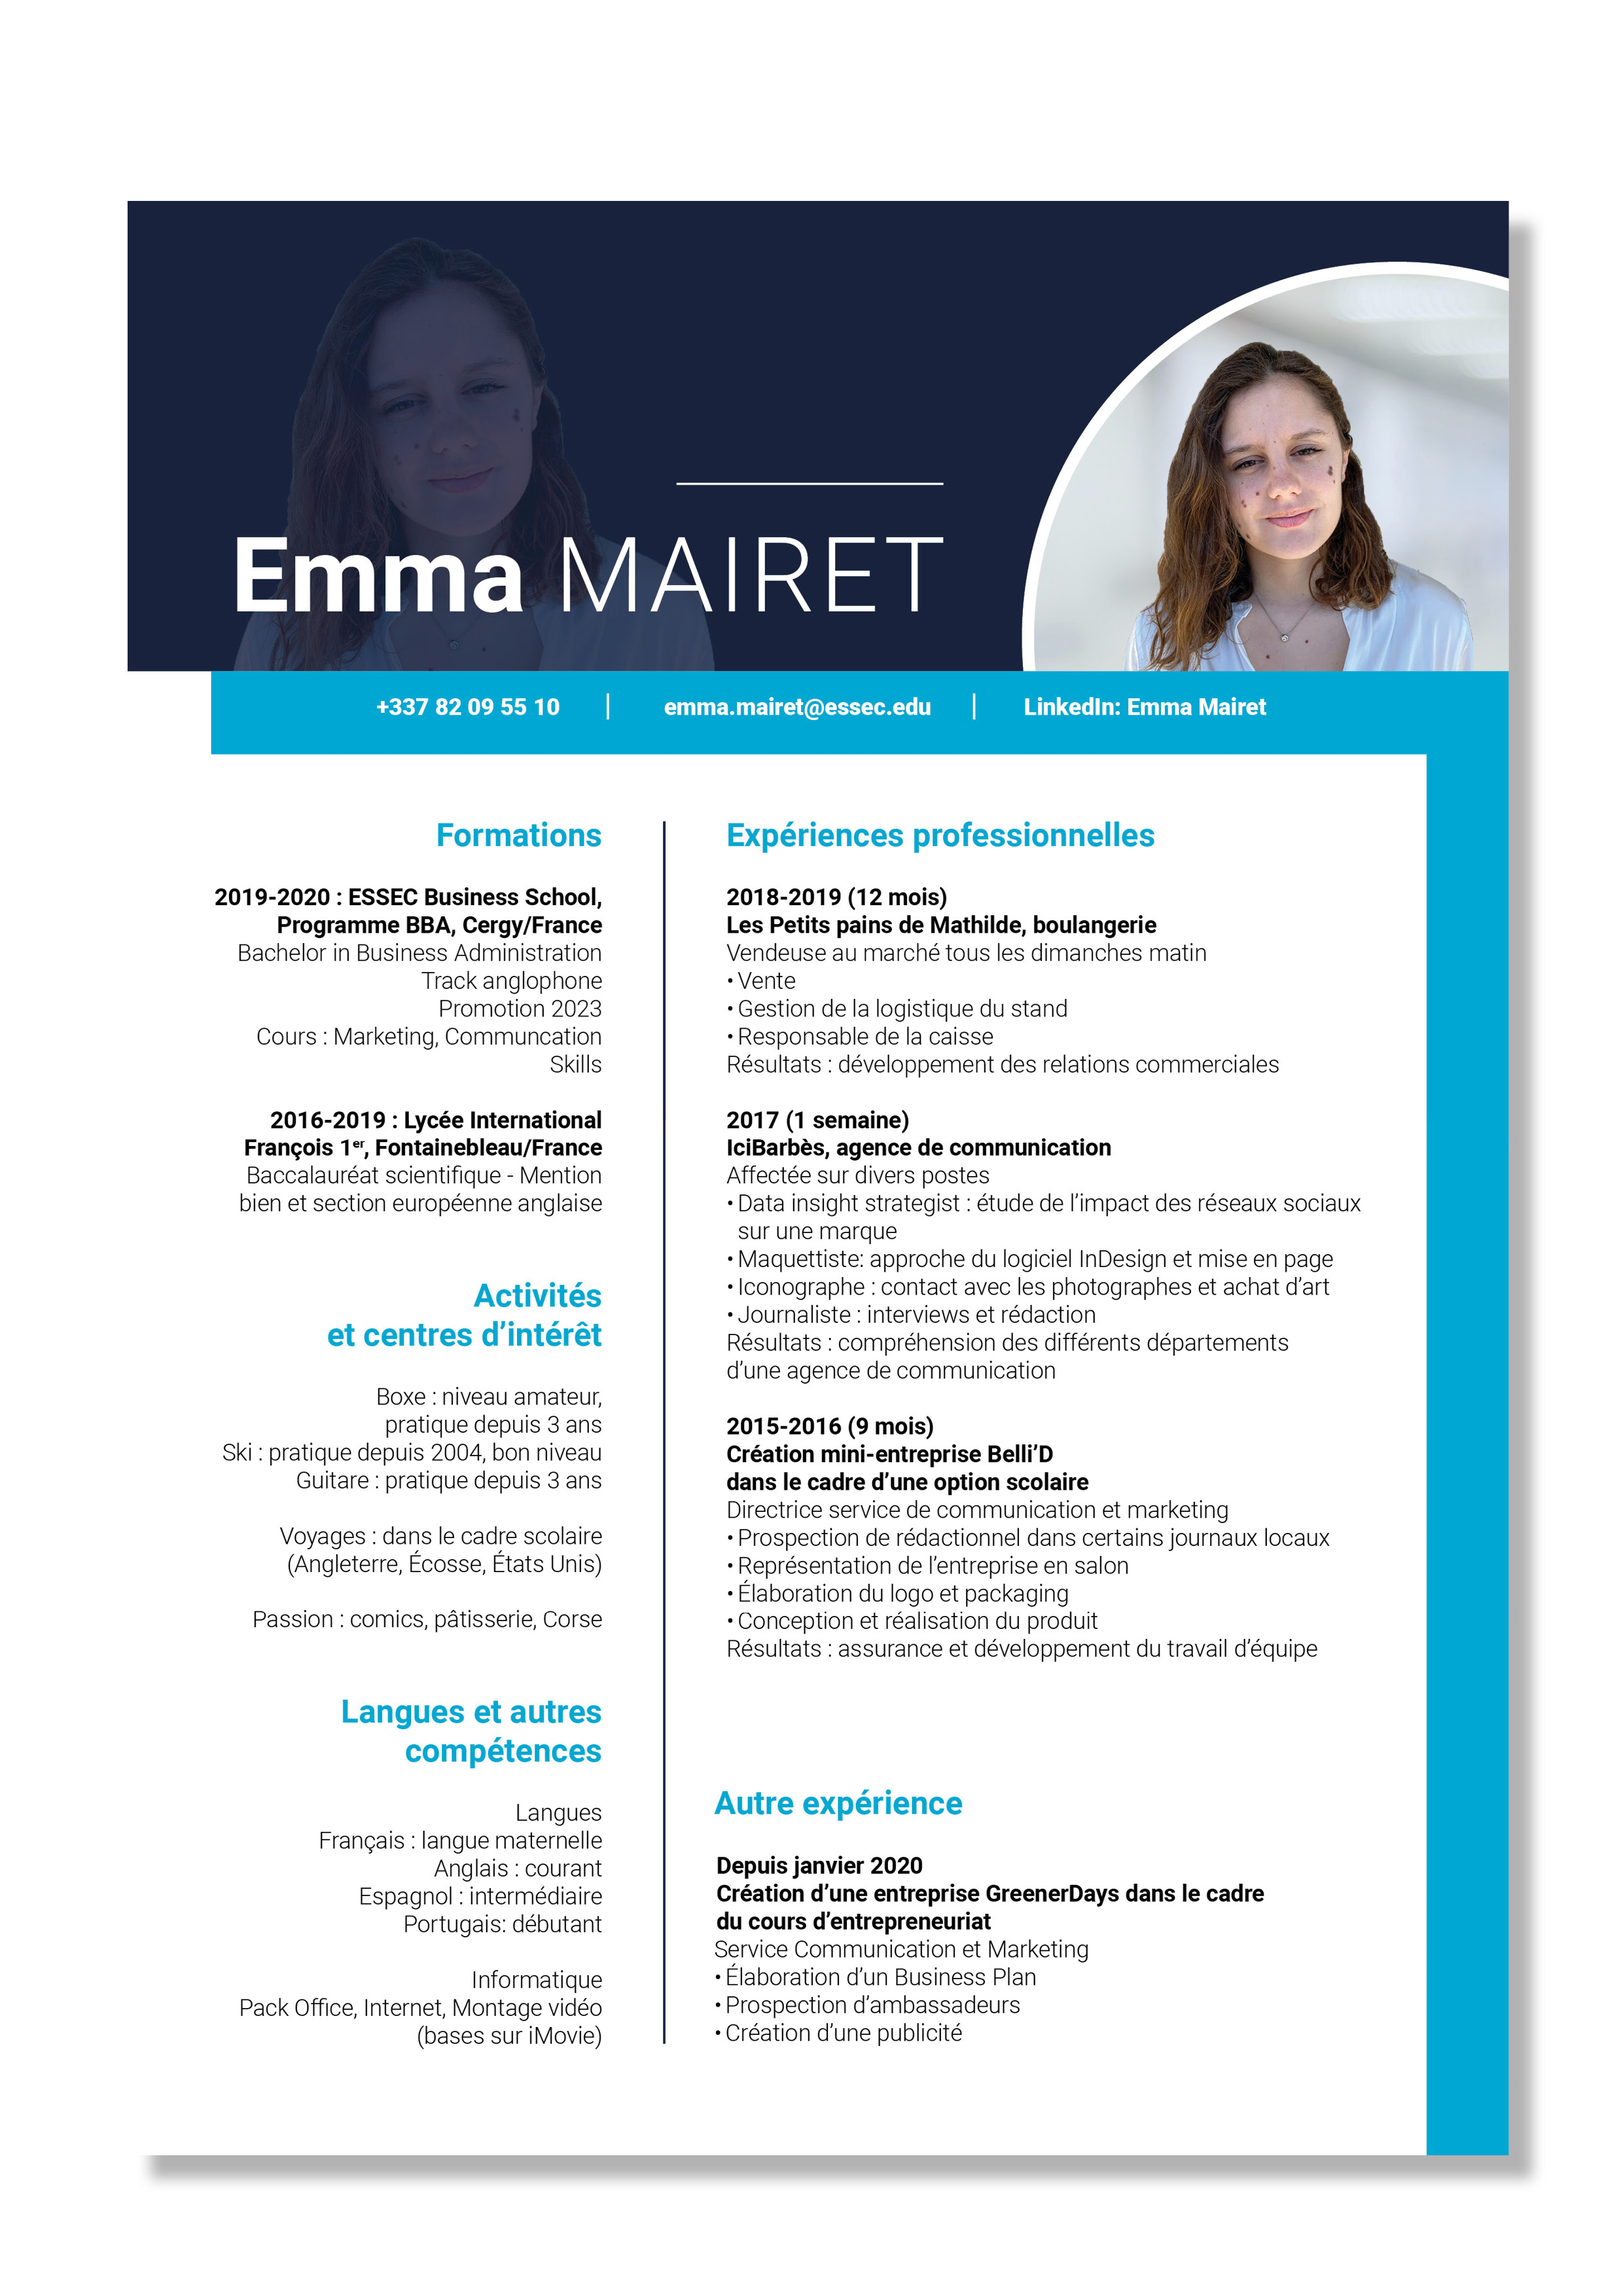 Emma MAIRET
+337 82 09 55 10 | emma.mairet@essec.edu | LinkedIn: Emma Mairet
Formations
2019-2020 : ESSEC Business School,
Programme BBA, Cergy/France
Bachelor in Business Administration
Track anglophone
Promotion 2023
Cours : Marketing, Communcation
Skills
2016-2019 : Lycée International
François 1er, Fontainebleau/France
Baccalauréat scientifique - Mention
bien et section européenne anglaise
Activités
et centres d’intérêt
Boxe : niveau amateur,
pratique depuis 3 ans
Ski : pratique depuis 2004, bon niveau
Guitare : pratique depuis 3 ans
Voyages : dans le cadre scolaire
(Angleterre, Écosse, États Unis)
Passion : comics, pâtisserie, Corse
Langues et autres
compétences
Langues
Français : langue maternelle
Anglais : courant
Espagnol : intermédiaire
Portugais: débutant
Informatique
Pack Office, Internet, Montage vidéo
(bases sur iMovie)
Expériences professionnelles
2018-2019 (12 mois)
Les Petits pains de Mathilde, boulangerie
Vendeuse au marché tous les dimanches matin
• Vente
• Gestion de la logistique du stand
• Responsable de la caisse
Résultats : développement des relations commerciales
2017 (1 semaine)
IciBarbès, agence de communication
Affectée sur divers postes
• Data insight strategist : étude de l’impact des réseaux sociaux
sur une marque
• Maquettiste: approche du logiciel InDesign et mise en page
• Iconographe : contact avec les photographes et achat d’art
• Journaliste : interviews et rédaction
Résultats : compréhension des différents départements
d’une agence de communication
2015-2016 (9 mois)
Création mini-entreprise Belli’D
dans le cadre d’une option scolaire
Directrice service de communication et marketing
• Prospection de rédactionnel dans certains journaux locaux
• Représentation de l’entreprise en salon
• Élaboration du logo et packaging
• Conception et réalisation du produit
Résultats : assurance et développement du travail d’équipe
Autre expérience
Depuis janvier 2020
Création d’une entreprise GreenerDays dans le cadre
du cours d’entrepreneuriat
Service Communication et Marketing
• Élaboration d’un Business Plan
• Prospection d’ambassadeurs
• Création d’une publicité